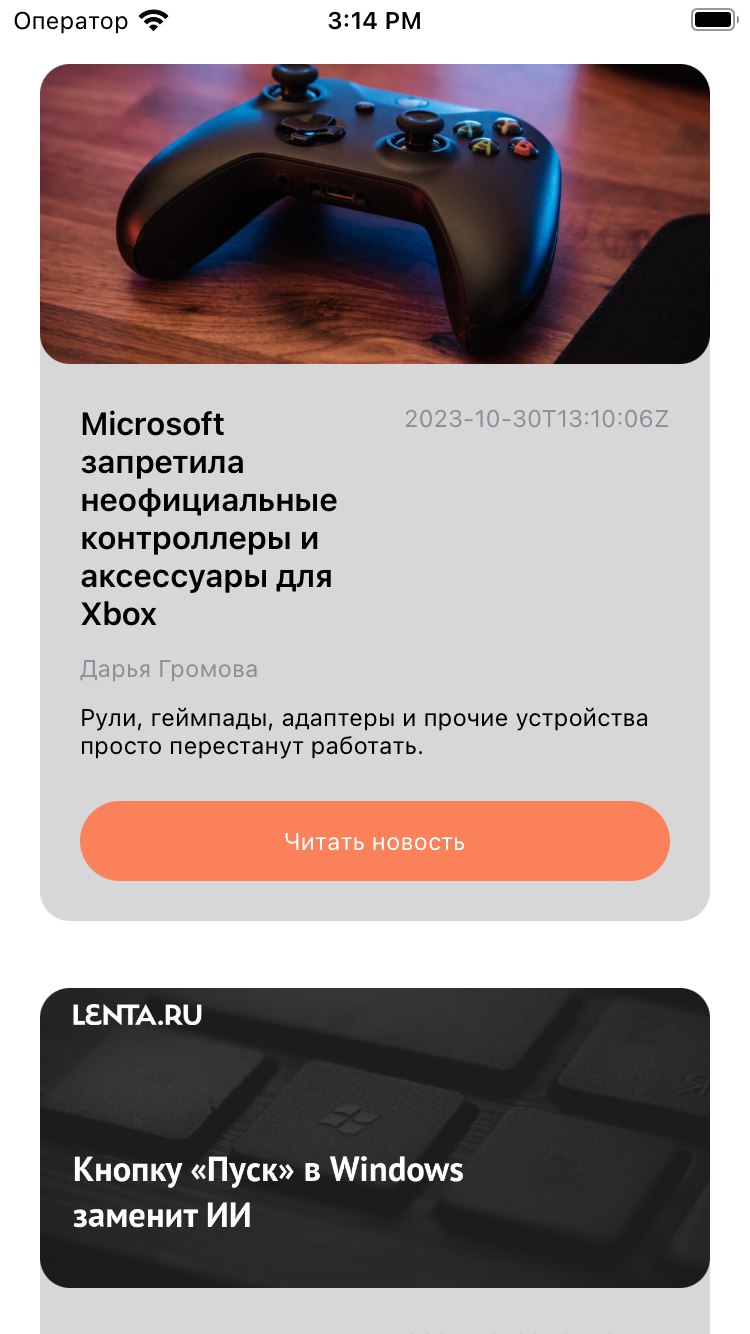 Оператор 3:14 PM
Microsoft
запретила
неофициальные
контроллеры и
аксессуары для
Xbox
2023-10-30T13:10:06Z
Дарья Громова
Рули, геймпады, адаптеры и прочие устройства
просто перестанут работать.
Читать новость
LENTA.RU
Кнопку «Пуск» в Windows
заменит ИИ